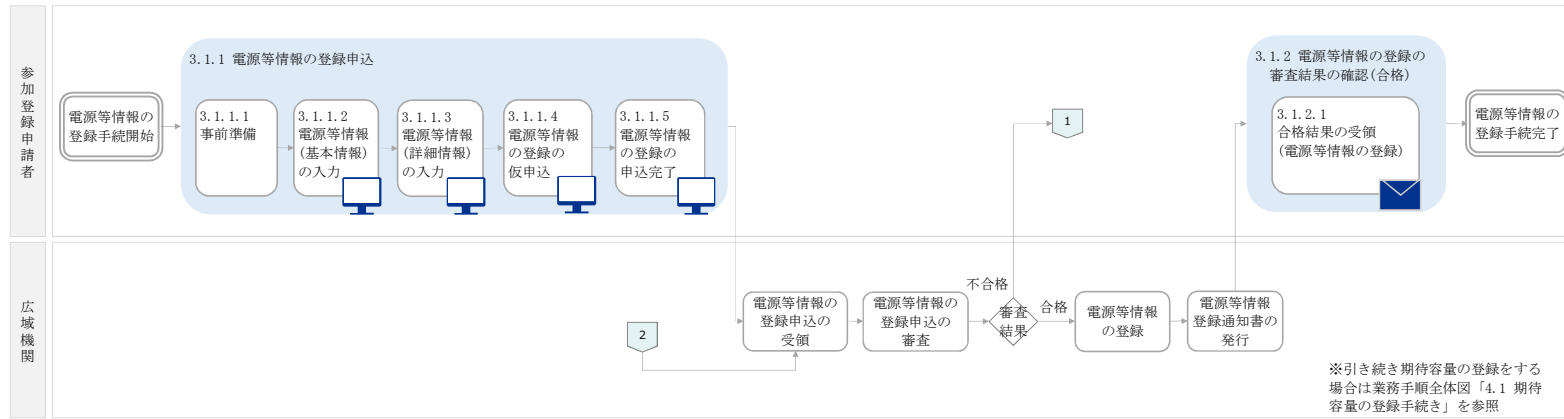 参加登録申請者
電源等情報の
登録手続開始
3.1.1 電源等情報の登録申込
3.1.1.1
事前準備
3.1.1.2
電源等情報
(基本情報)
の入力
3.1.1.3
電源等情報
(詳細情報)
の入力
3.1.1.4
電源等情報
の登録の
仮申込
3.1.1.5
電源等情報
の登録の
申込完了
1
3.1.2 電源等情報の登録の
審査結果の確認(合格)
3.1.2.1
合格結果の受領
(電源等情報の登録)
電源等情報の
登録手続完了
広域機関
2
電源等情報の
登録申込の
受領
電源等情報の
登録申込の
審査
不合格
審査
結果
合格
電源等情報
の登録
電源等情報
登録通知書の
発行
※引き続き期待容量の登録をする
場合は業務手順全体図「4.1 期待
容量の登録手続き」を参照